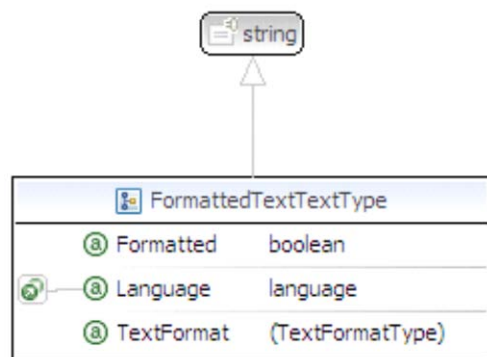 string
FormattedTextTextType
Formatted boolean
Language language
TextFormat (TextFormatType)